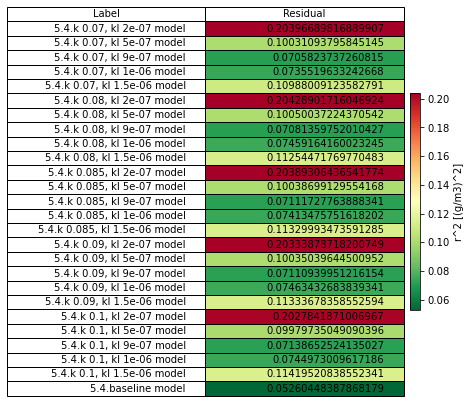 Label Residual
5.4.k 0.07, kl 2e-07 model 0.20396689816889907
5.4.k 0.07, kl 5e-07 model 0.10031093795845145
5.4.k 0.07, kl 9e-07 model 0.0705823737260815
5.4.k 0.07, kl 1e-06 model 0.0735519633242668
5.4.k 0.07, kl 1.5e-06 model 0.10988009123582791
5.4.k 0.08, kl 2e-07 model 0.20428901716046924
5.4.k 0.08, kl 5e-07 model 0.10005037224370542
5.4.k 0.08, kl 9e-07 model 0.07081359752010427
5.4.k 0.08, kl 1e-06 model 0.07459164160023245
5.4.k 0.08, kl 1.5e-06 model 0.11254471769770483
5.4.k 0.085, kl 2e-07 model 0.20389306436541774
5.4.k 0.085, kl 5e-07 model 0.10038699129554168
5.4.k 0.085, kl 9e-07 model 0.07111727763888341
5.4.k 0.085, kl 1e-06 model 0.07413475751618202
5.4.k 0.085, kl 1.5e-06 model 0.11329993473591285
5.4.k 0.09, kl 2e-07 model 0.20333878718200749
5.4.k 0.09, kl 5e-07 model 0.10035039644500952
5.4.k 0.09, kl 9e-07 model 0.07110939951216154
5.4.k 0.09, kl 1e-06 model 0.07463432683839341
5.4.k 0.09, kl 1.5e-06 model 0.11333678358552594
5.4.k 0.1, kl 2e-07 model 0.2027841871006967
5.4.k 0.1, kl 5e-07 model 0.09979735049090396
5.4.k 0.1, kl 9e-07 model 0.0713865252413502​7
5.4.k 0.1, kl 1e-06 model 0.0744973009617186
5.4.k 0.1, kl 1.5e-06 model 0.11419520838552341
5.4.baseline model 0.05260448387868179
0.20
0.18
0.16
0.14
0.12
0.10
0.08
0.06
r^2 [(g/m3)^2]